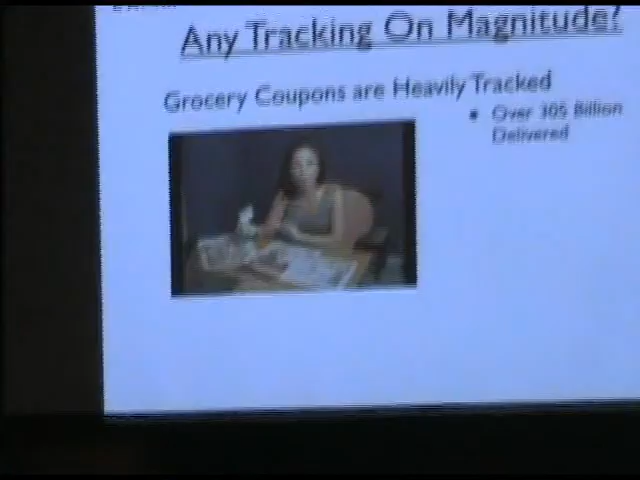 Any Tracking On Magnitude?
Grocery Coupons are Heavily Tracked
• Over 305 Billion
Delivered